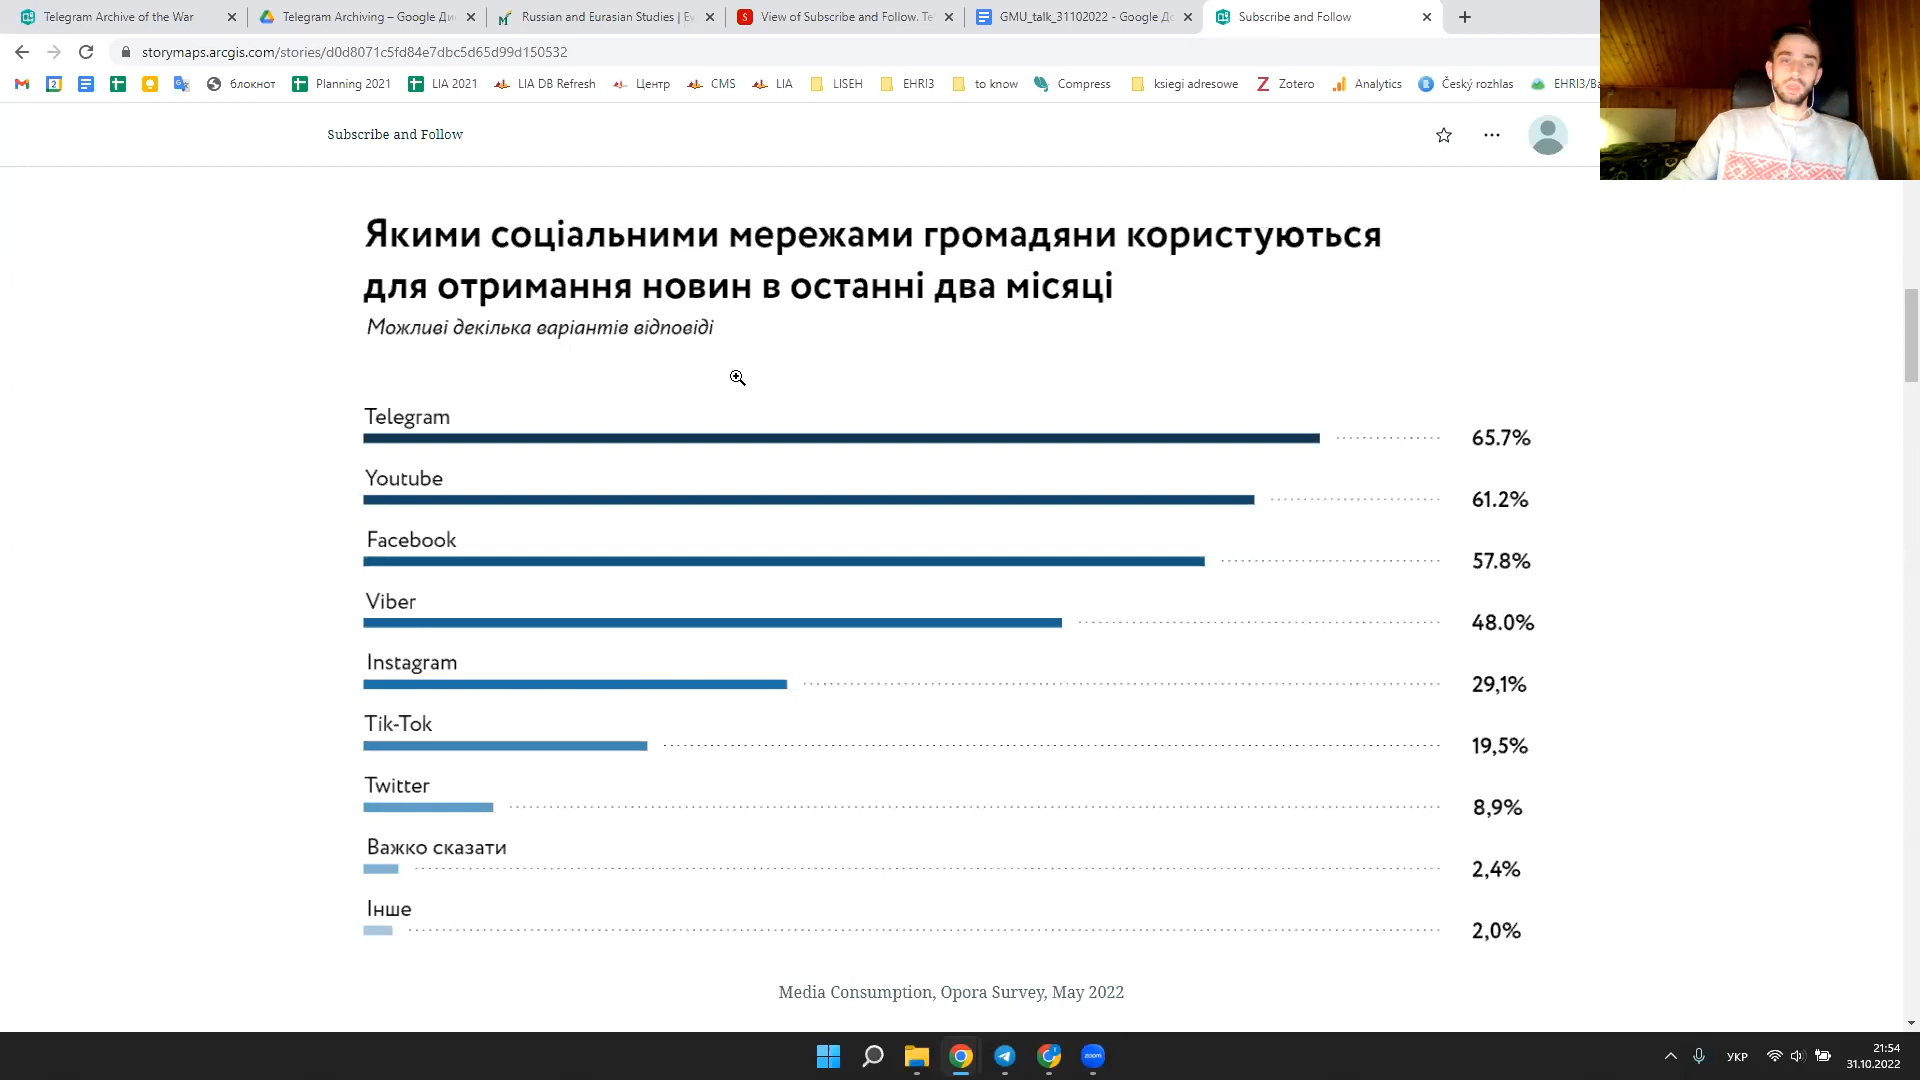 Telegram Archive of the War
Telegram Archiving – Google Ди
Russian and Eurasian Studies | E
View of Subscribe and Follow. Te
GMU_talk_31102022 - Google До
Subscribe and Follow
storymaps.arcgis.com/stories/d0d8071c5fd84e7dbc5d65d99d150532
блокнот
Planning 2021
LIA 2021
LIA DB Refresh
Центр
CMS
LIA
LISEH
EHRI3
to know
Compress
ksiegi adresowe
Zotero
Analytics
Český rozhlas
EHRI3/Ba
Subscribe and Follow
Якими соціальними мережами громадяни користуються
для отримання новин в останні два місяці
Можливі декілька варіантів відповіді
Telegram
65.7%
Youtube
61.2%
Facebook
57.8%
Viber
48.0%
Instagram
29,1%
Tik-Tok
19,5%
Twitter
8,9%
Важко сказати
2,4%
Інше
2,0%
Media Consumption, Opora Survey, May 2022
zoom
УКР
21:54
31.10.2022